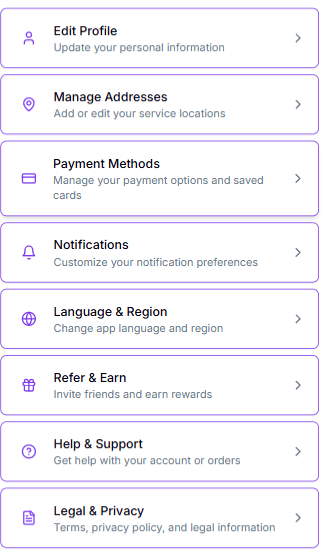 Edit Profile
Update your personal information
Manage Addresses
Add or edit your service locations
Payment Methods
Manage your payment options and saved
cards
Notifications
Customize your notification preferences
Language & Region
Change app language and region
Refer & Earn
Invite friends and earn rewards
Help & Support
Get help with your account or orders
Legal & Privacy
Terms, privacy policy, and legal information